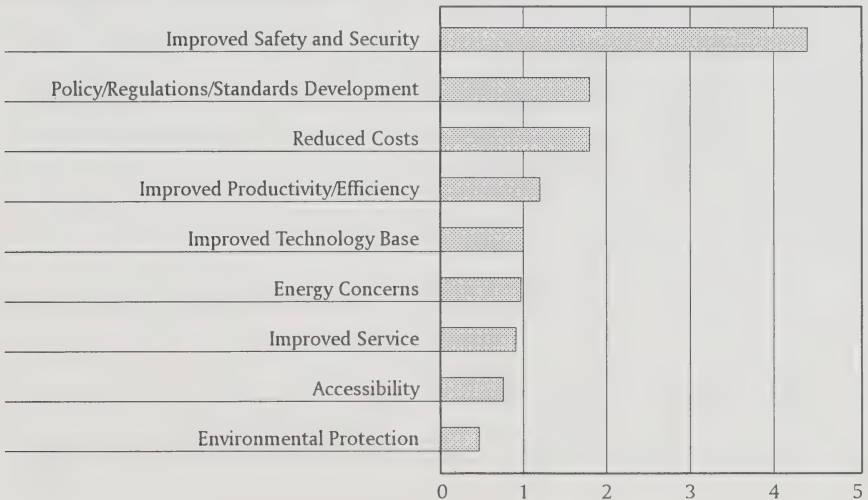 Improved Safety and Security
Policy/Regulations/Standards Development
Reduced Costs
Improved Productivity/Efficiency
Improved Technology Base
Energy Concerns
Improved Service
Accessibility
Environmental Protection
0 1 2 3 4 5